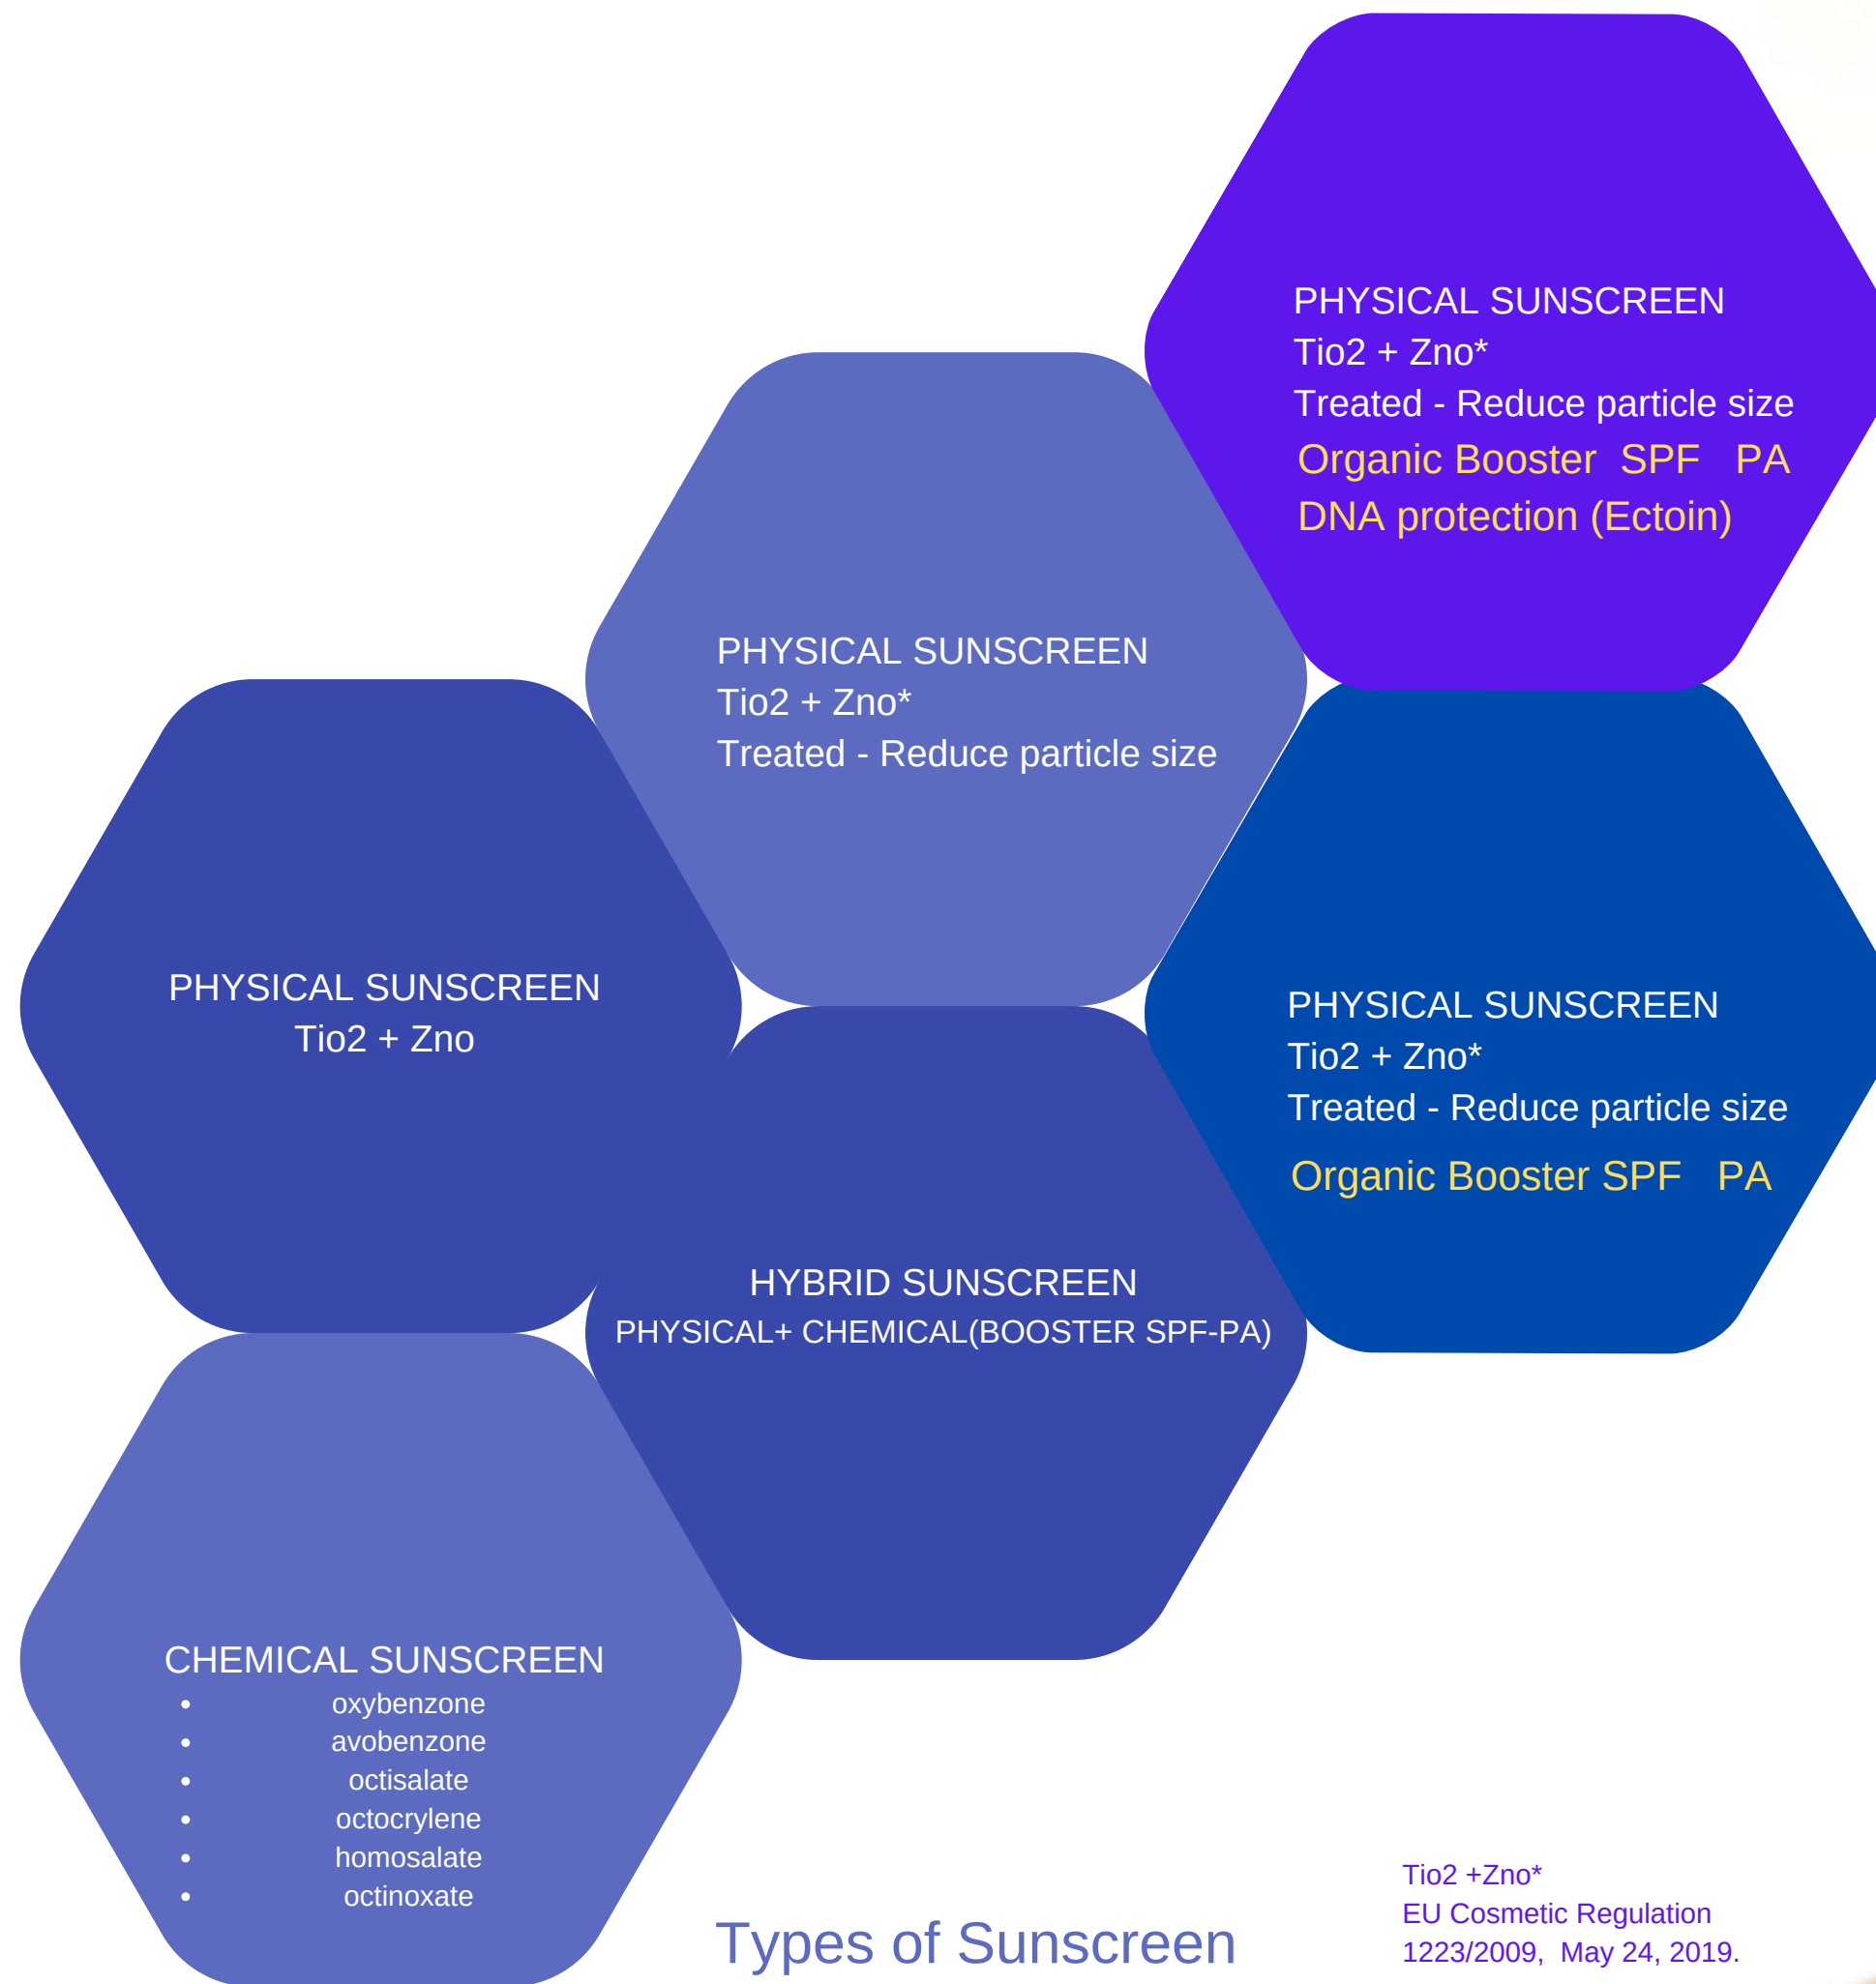 PHYSICAL SUNSCREEN
Tio2 + Zno*
Treated - Reduce particle size
Organic Booster  SPF   PA
DNA protection (Ectoin)
PHYSICAL SUNSCREEN
Tio2 + Zno*
Treated - Reduce particle size
PHYSICAL SUNSCREEN
Tio2 + Zno
PHYSICAL SUNSCREEN
Tio2 + Zno*
Treated - Reduce particle size
Organic Booster SPF   PA
HYBRID SUNSCREEN
PHYSICAL+ CHEMICAL(BOOSTER SPF-PA)
CHEMICAL SUNSCREEN
• oxybenzone
• avobenzone
• octisalate
• octocrylene
• homosalate
• octinoxate
Types of Sunscreen
Tio2 +Zno*
EU Cosmetic Regulation
1223/2009,  May 24, 2019.